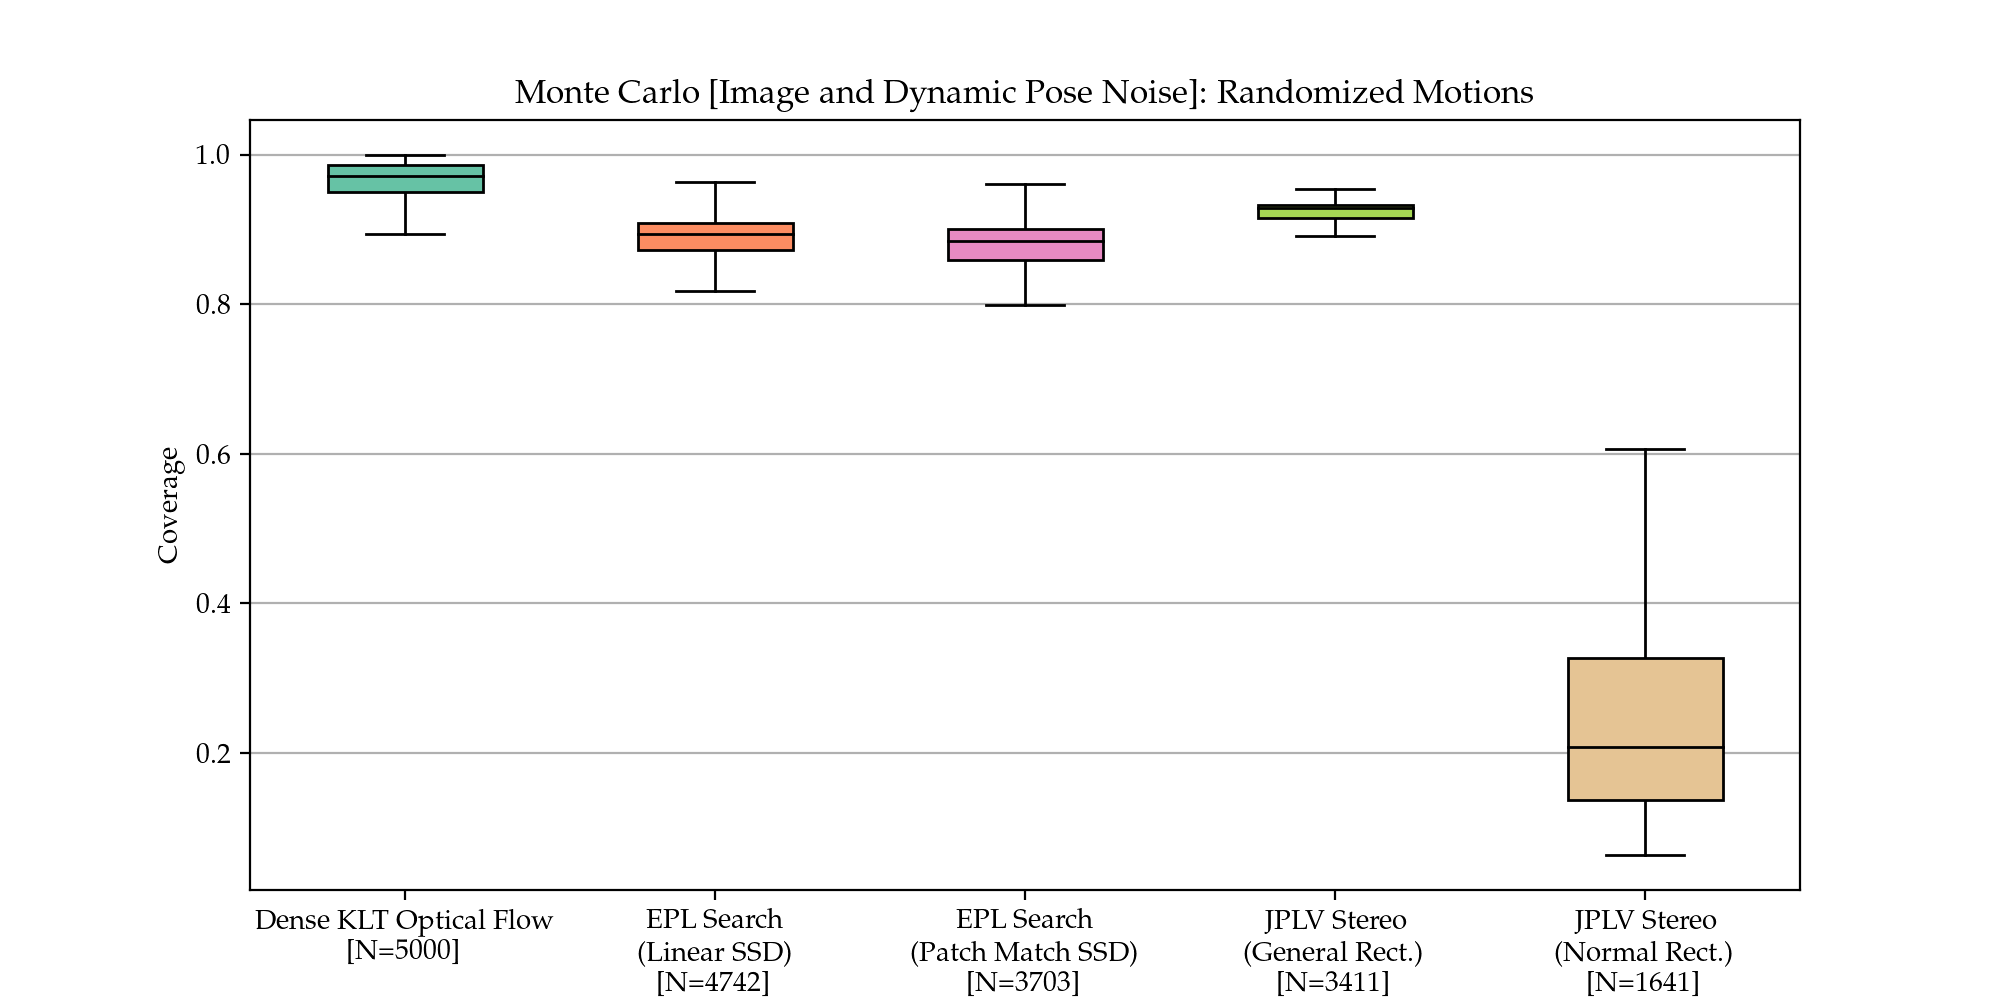 Monte Carlo [Image and Dynamic Pose Noise]: Randomized Motions
Coverage
1.0
0.8
0.6
0.4
0.2
Dense KLT Optical Flow
[N=5000]
EPL Search
(Linear SSD)
[N=4742]
EPL Search
(Patch Match SSD)
[N=3703]
JPLV Stereo
(General Rect.)
[N=3411]
JPLV Stereo
(Normal Rect.)
[N=1641]